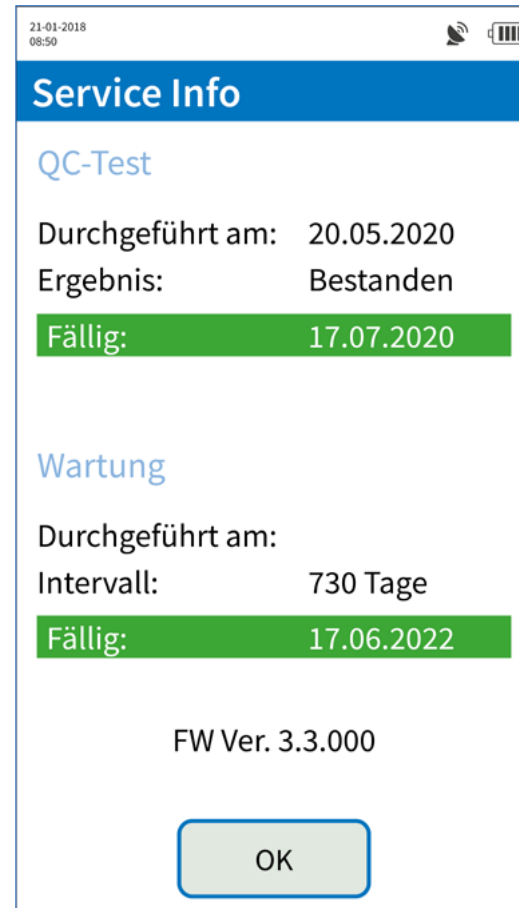 21-01-2018
08:50
Service Info
QC-Test
Durchgeführt am: 20.05.2020
Ergebnis: Bestanden
Fällig: 17.07.2020
Wartung
Durchgeführt am:
Intervall: 730 Tage
Fällig: 17.06.2022
FW Ver. 3.3.000
OK